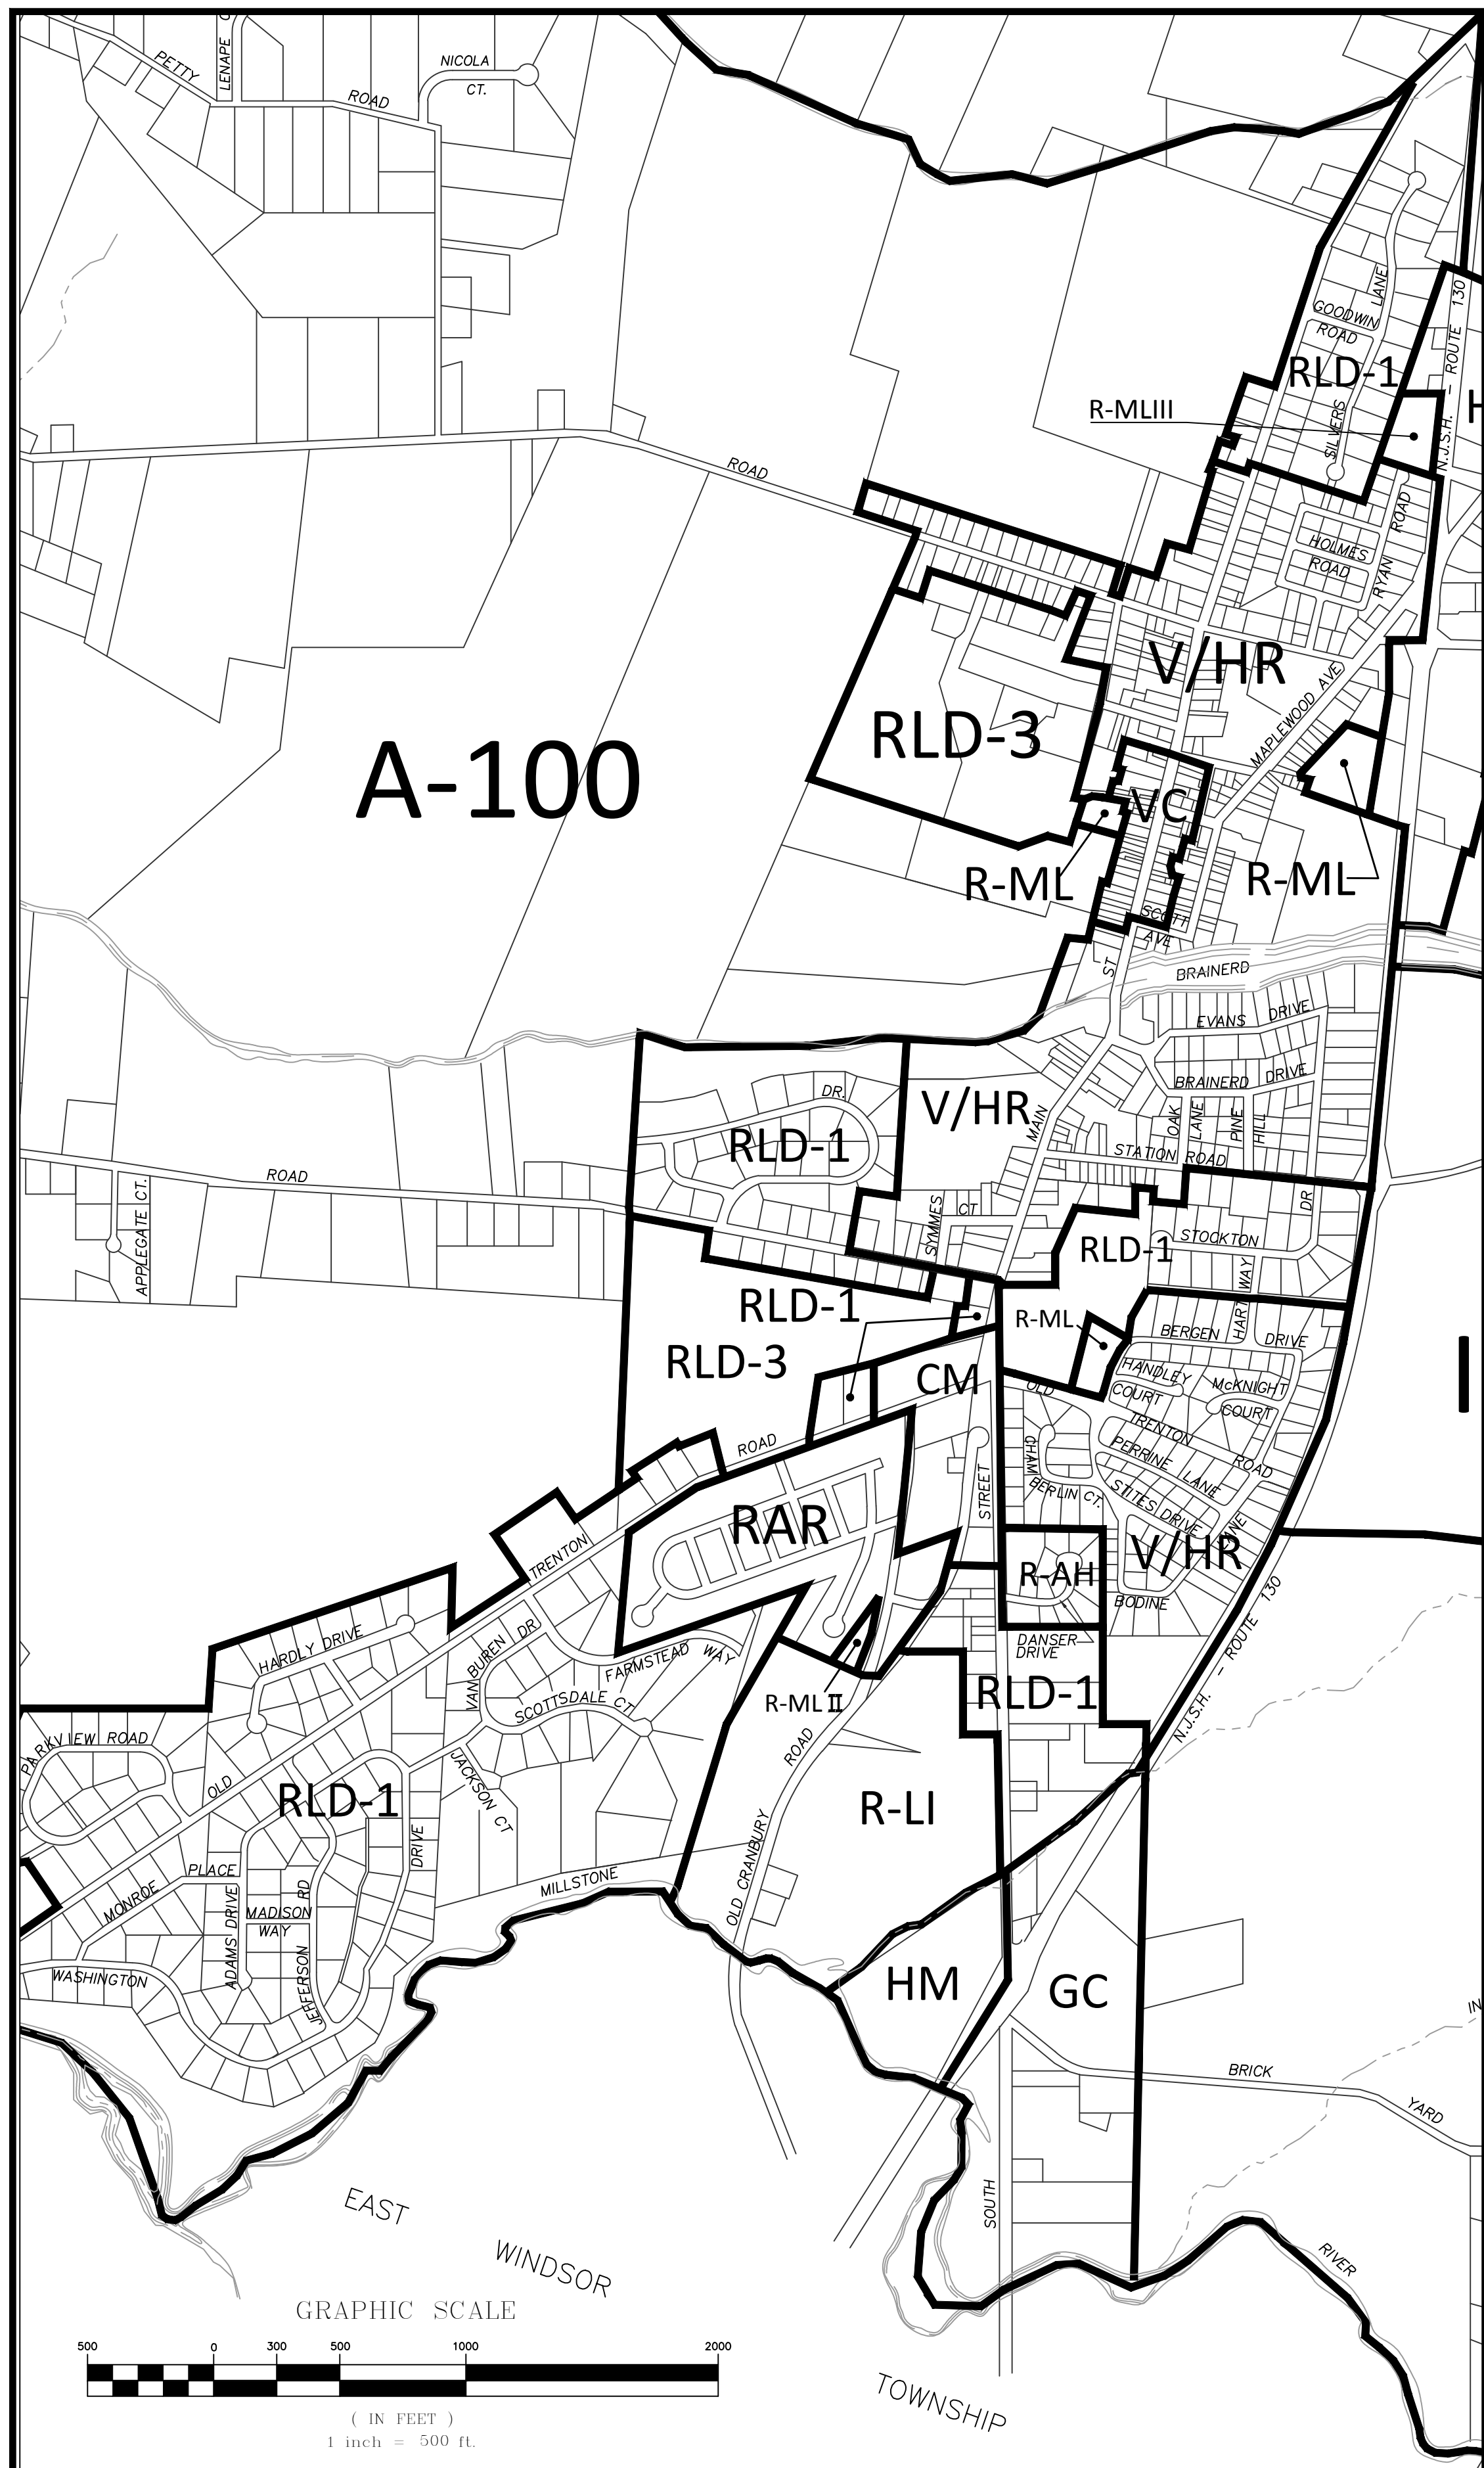 PETTY
LENAPE
NICOLA
CT.
ROAD
LANE
GOODWIN
ROAD
N.J.S.H. - ROUTE 130
RLD-1
R-MLIII
H
SILVERS
ROAD
ROAD
HOLMES
ROAD
RYAN
V/HR
MAPLEWOOD AVE
RLD-3
A-100
VC
R-ML
R-ML
SCOTT
AVE
ST
BRAINERD
EVANS DRIVE
DR.
BRAINERD DRIVE
V/HR
MAIN
OAK
LANE
PINE
HILL
RLD-1
STATION ROAD
ROAD
APPLEGATE CT.
SYMMES
CT
DR
STOCKTON
RLD-1
HART WAY
RLD-1
R-ML
BERGEN DRIVE
RLD-3
CM
HANDLEY
COURT
McKNIGHT
COURT
OLD
TRENTON
ROAD
ROAD
CHAM
BERLIN CT.
PERRINE LANE
STREET
STITES DRIVE
LANE
RAR
V/HR
TRENTON
R-AH
BODINE
N.J.S.H. - ROUTE 130
DANSER
DRIVE
HARDLY DRIVE
VAN BUREN DR
FARMSTEAD WAY
R-ML II
RLD-1
SCOTTSDALE CT
PARKVIEW ROAD
ROAD
JACKSON CT
OLD
RLD-1
R-LI
DRIVE
OLD CRANBURY
PLACE
MONROE
MILLSTONE
ADAMS DRIVE
RD
MADISON
WAY
JEFFERSON
WASHINGTON
HM
GC
IN
BRICK
YARD
SOUTH
EAST
WINDSOR
RIVER
GRAPHIC SCALE
500 0 300 500 1000 2000
( IN FEET )
1 inch = 500 ft.
TOWNSHIP